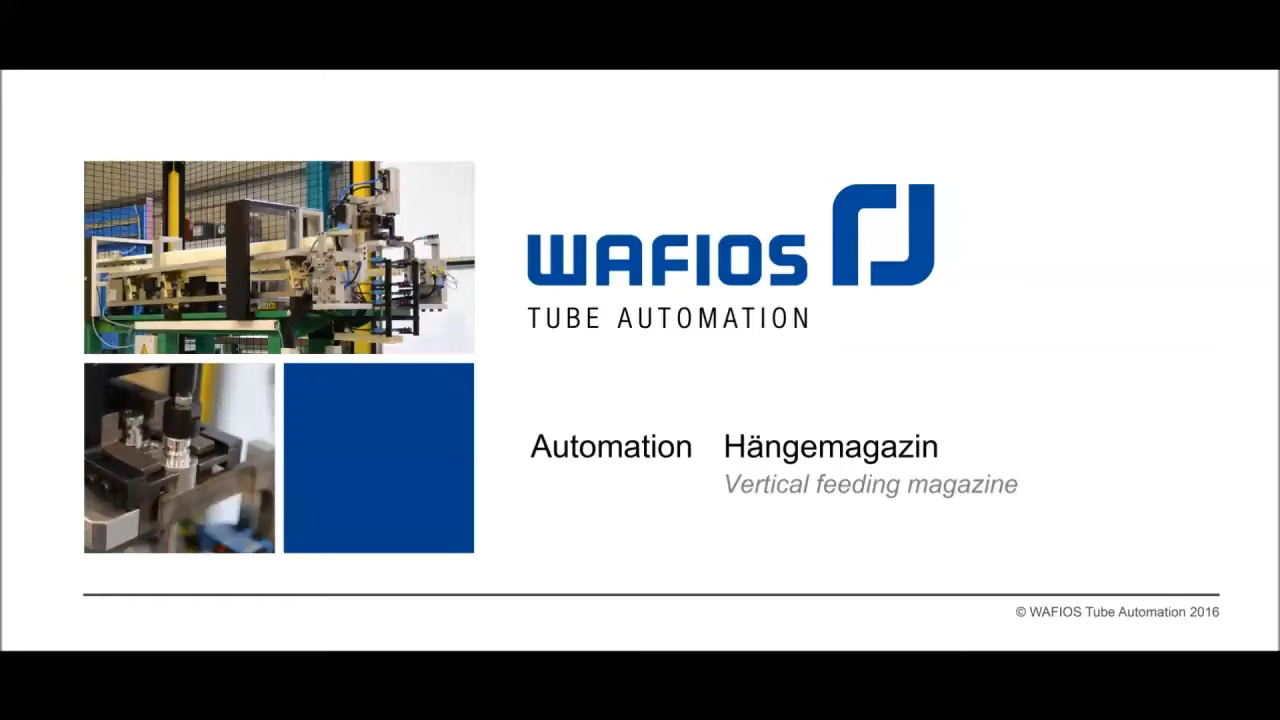 WAFIOS
TUBE AUTOMATION
Automation Hängemagazin
Vertical feeding magazine
© WAFIOS Tube Automation 2016